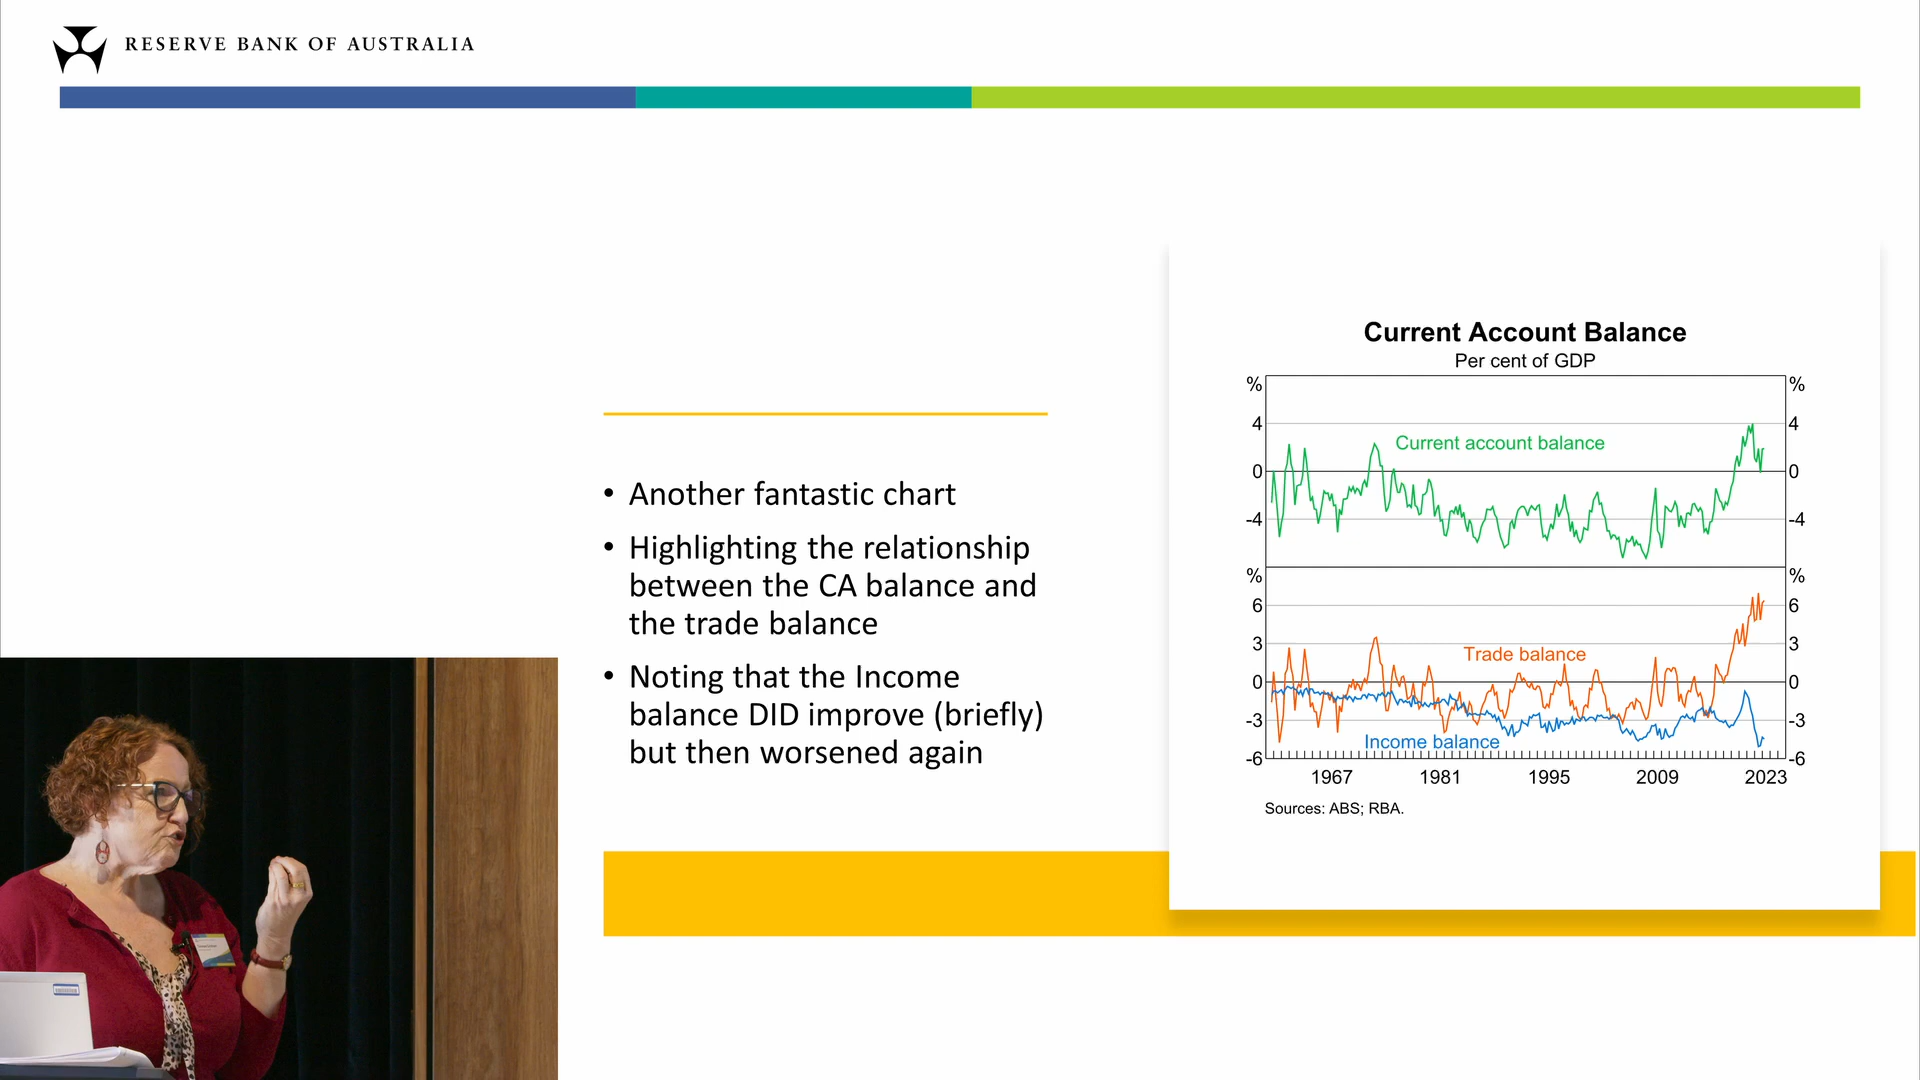 RESERVE BANK OF AUSTRALIA
• Another fantastic chart
• Highlighting the relationship
between the CA balance and
the trade balance
• Noting that the Income
balance DID improve (briefly)
but then worsened again
Current Account Balance
Per cent of GDP
% %
4 4
Current account balance
0 0
-4 -4
% %
6 6
3 3
Trade balance
0 0
-3 -3
Income balance
-6 -6
1967 1981 1995 2009 2023
Sources: ABS; RBA.